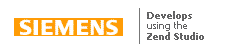 SIEMENS
Develops
using the
Zend Studio